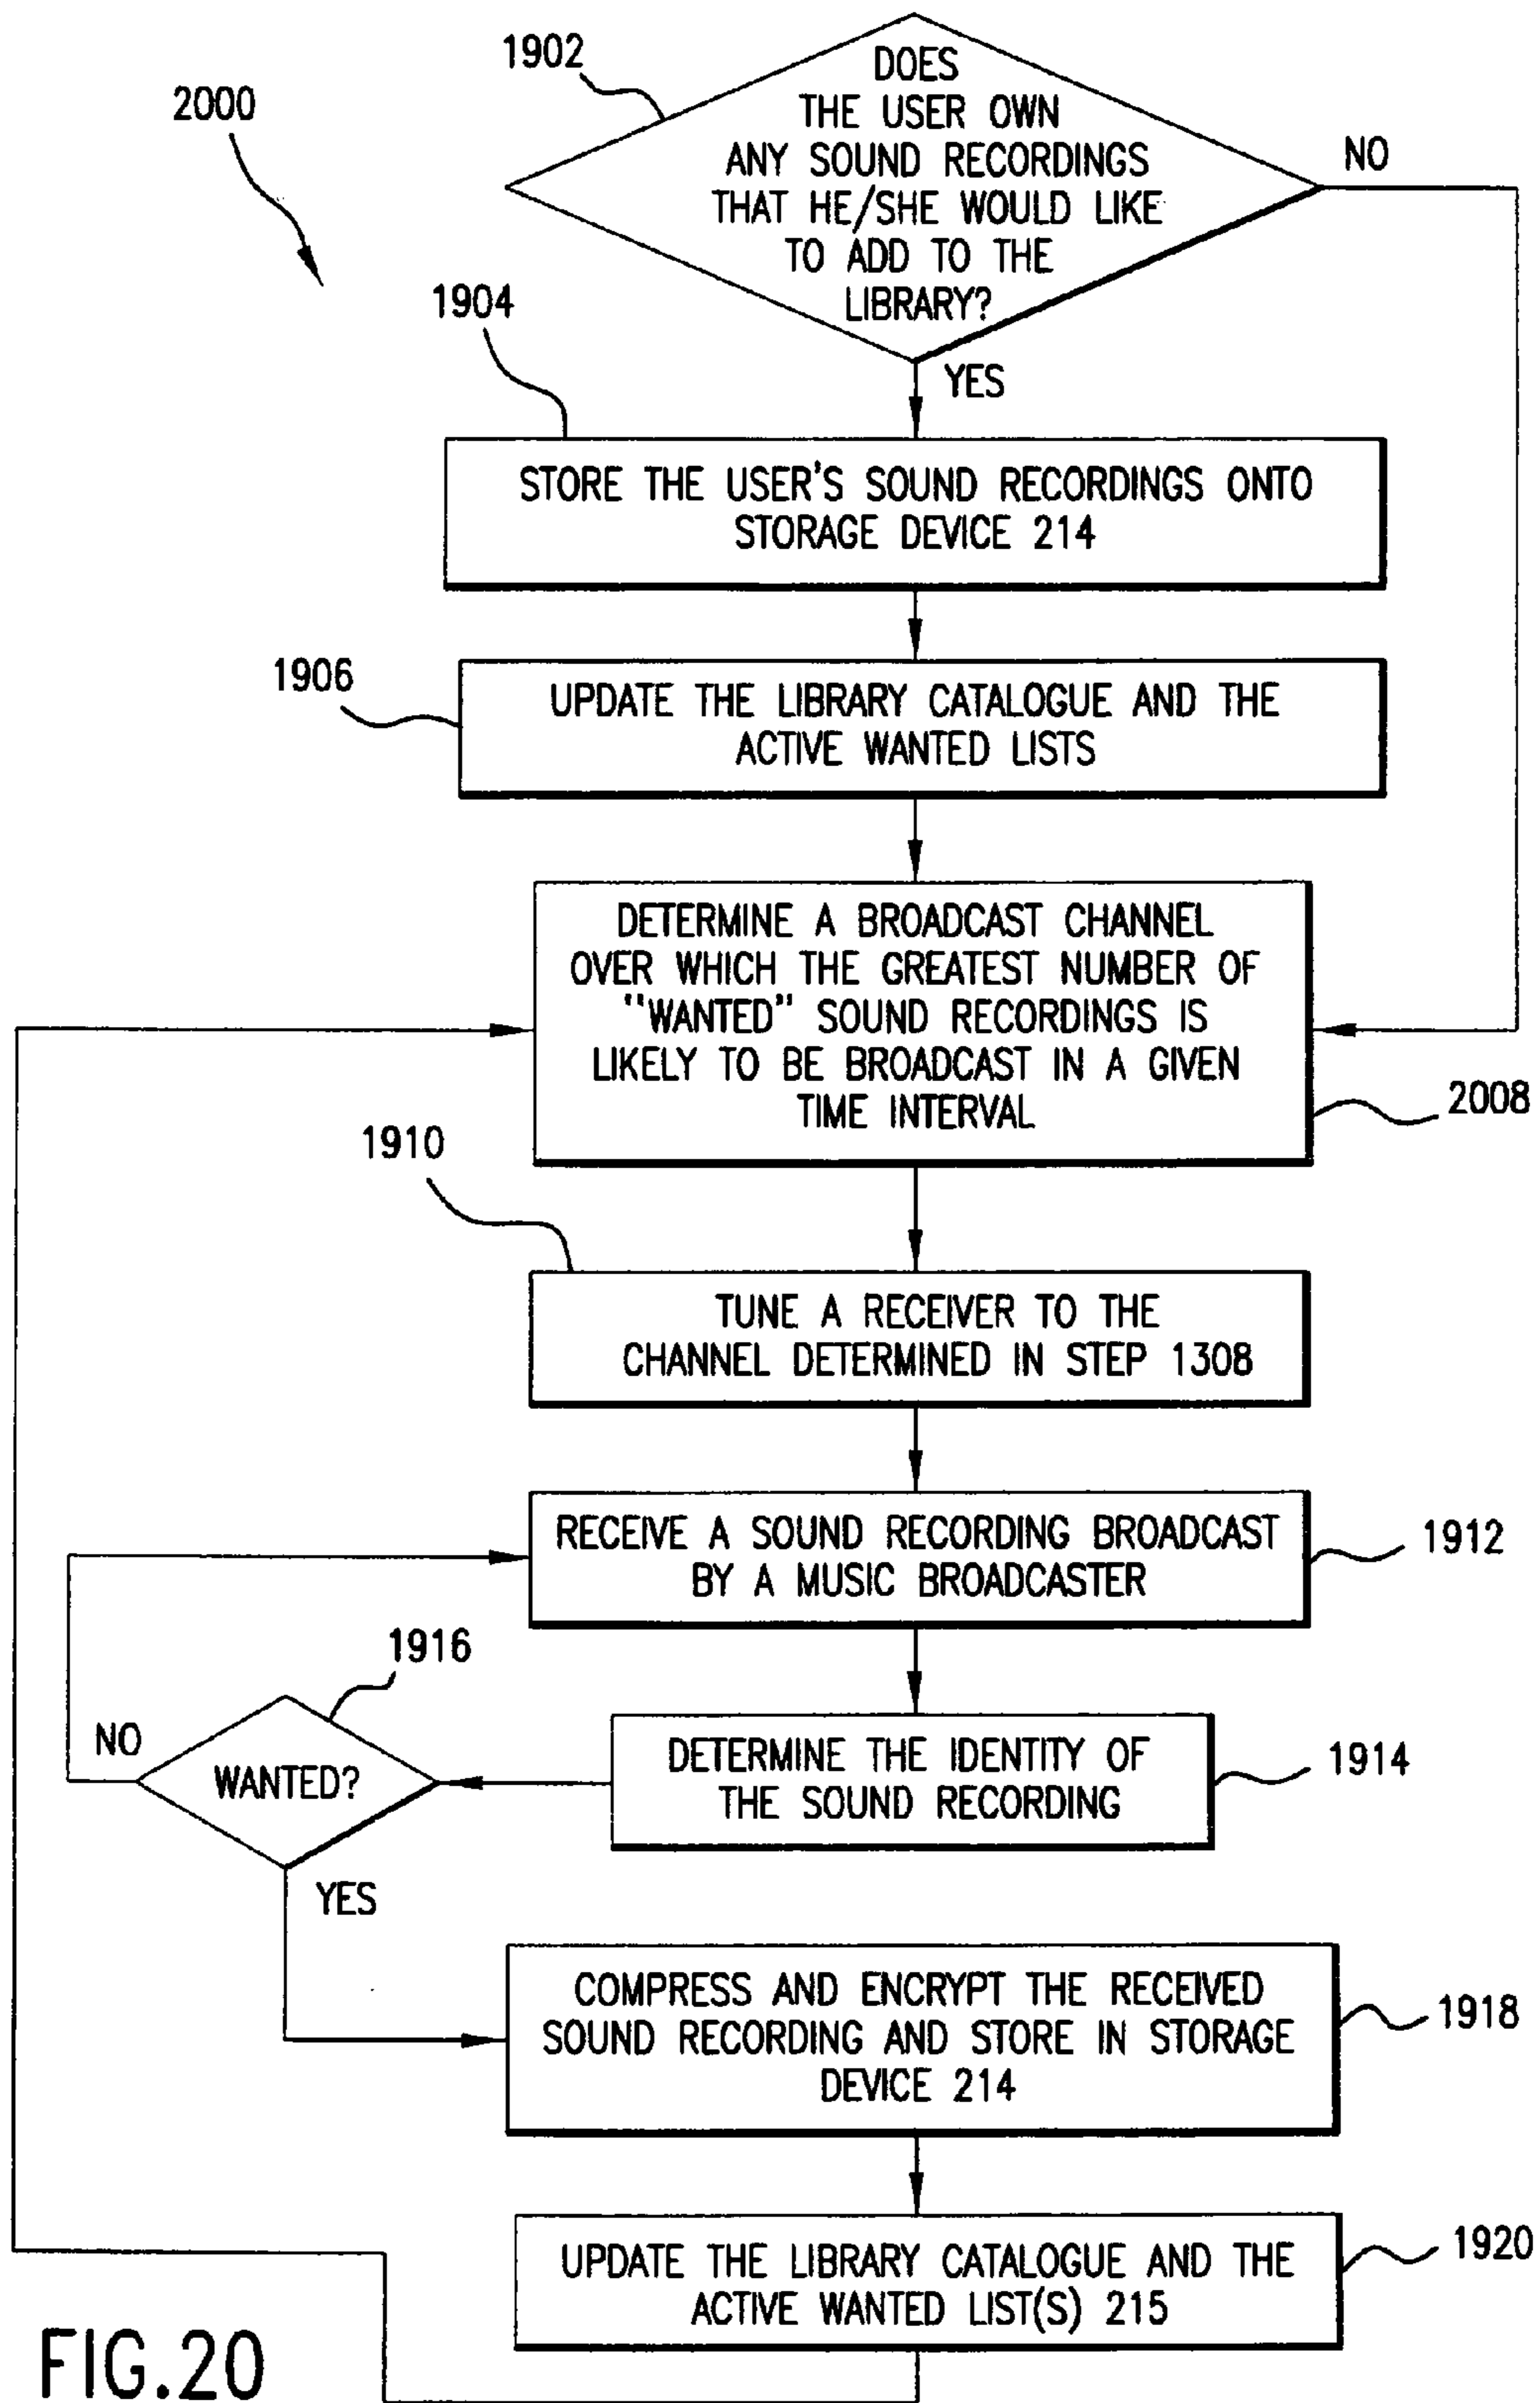 1902
DOES
THE USER OWN
ANY SOUND RECORDINGS
THAT HE/SHE WOULD LIKE
TO ADD TO THE
LIBRARY?
NO
2000
YES
1904
STORE THE USER'S SOUND RECORDINGS ONTO
STORAGE DEVICE 214
1906
UPDATE THE LIBRARY CATALOGUE AND THE
ACTIVE WANTED LISTS
DETERMINE A BROADCAST CHANNEL
OVER WHICH THE GREATEST NUMBER OF
"WANTED" SOUND RECORDINGS IS
LIKELY TO BE BROADCAST IN A GIVEN
TIME INTERVAL
2008
1910
TUNE A RECEIVER TO THE
CHANNEL DETERMINED IN STEP 1308
RECEIVE A SOUND RECORDING BROADCAST
BY A MUSIC BROADCASTER
1912
1916
NO
WANTED?
YES
DETERMINE THE IDENTITY OF
THE SOUND RECORDING
1914
COMPRESS AND ENCRYPT THE RECEIVED
SOUND RECORDING AND STORE IN STORAGE
DEVICE 214
1918
UPDATE THE LIBRARY CATALOGUE AND THE
ACTIVE WANTED LIST(S) 215
1920
FIG.20